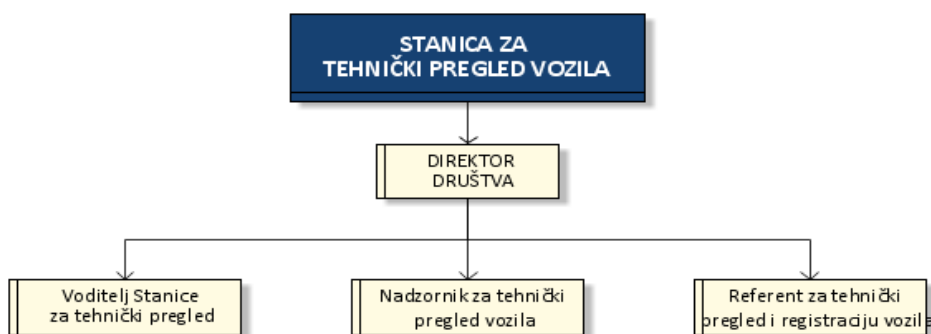 STANICA ZA
TEHNIČKI PREGLED VOZILA
DIREKTOR
DRUŠTVA
Voditelj Stanice
za tehnički pregled
Nadzornik za tehnički
pregled vozila
Referent za tehnički
pregled i registraciju vozila